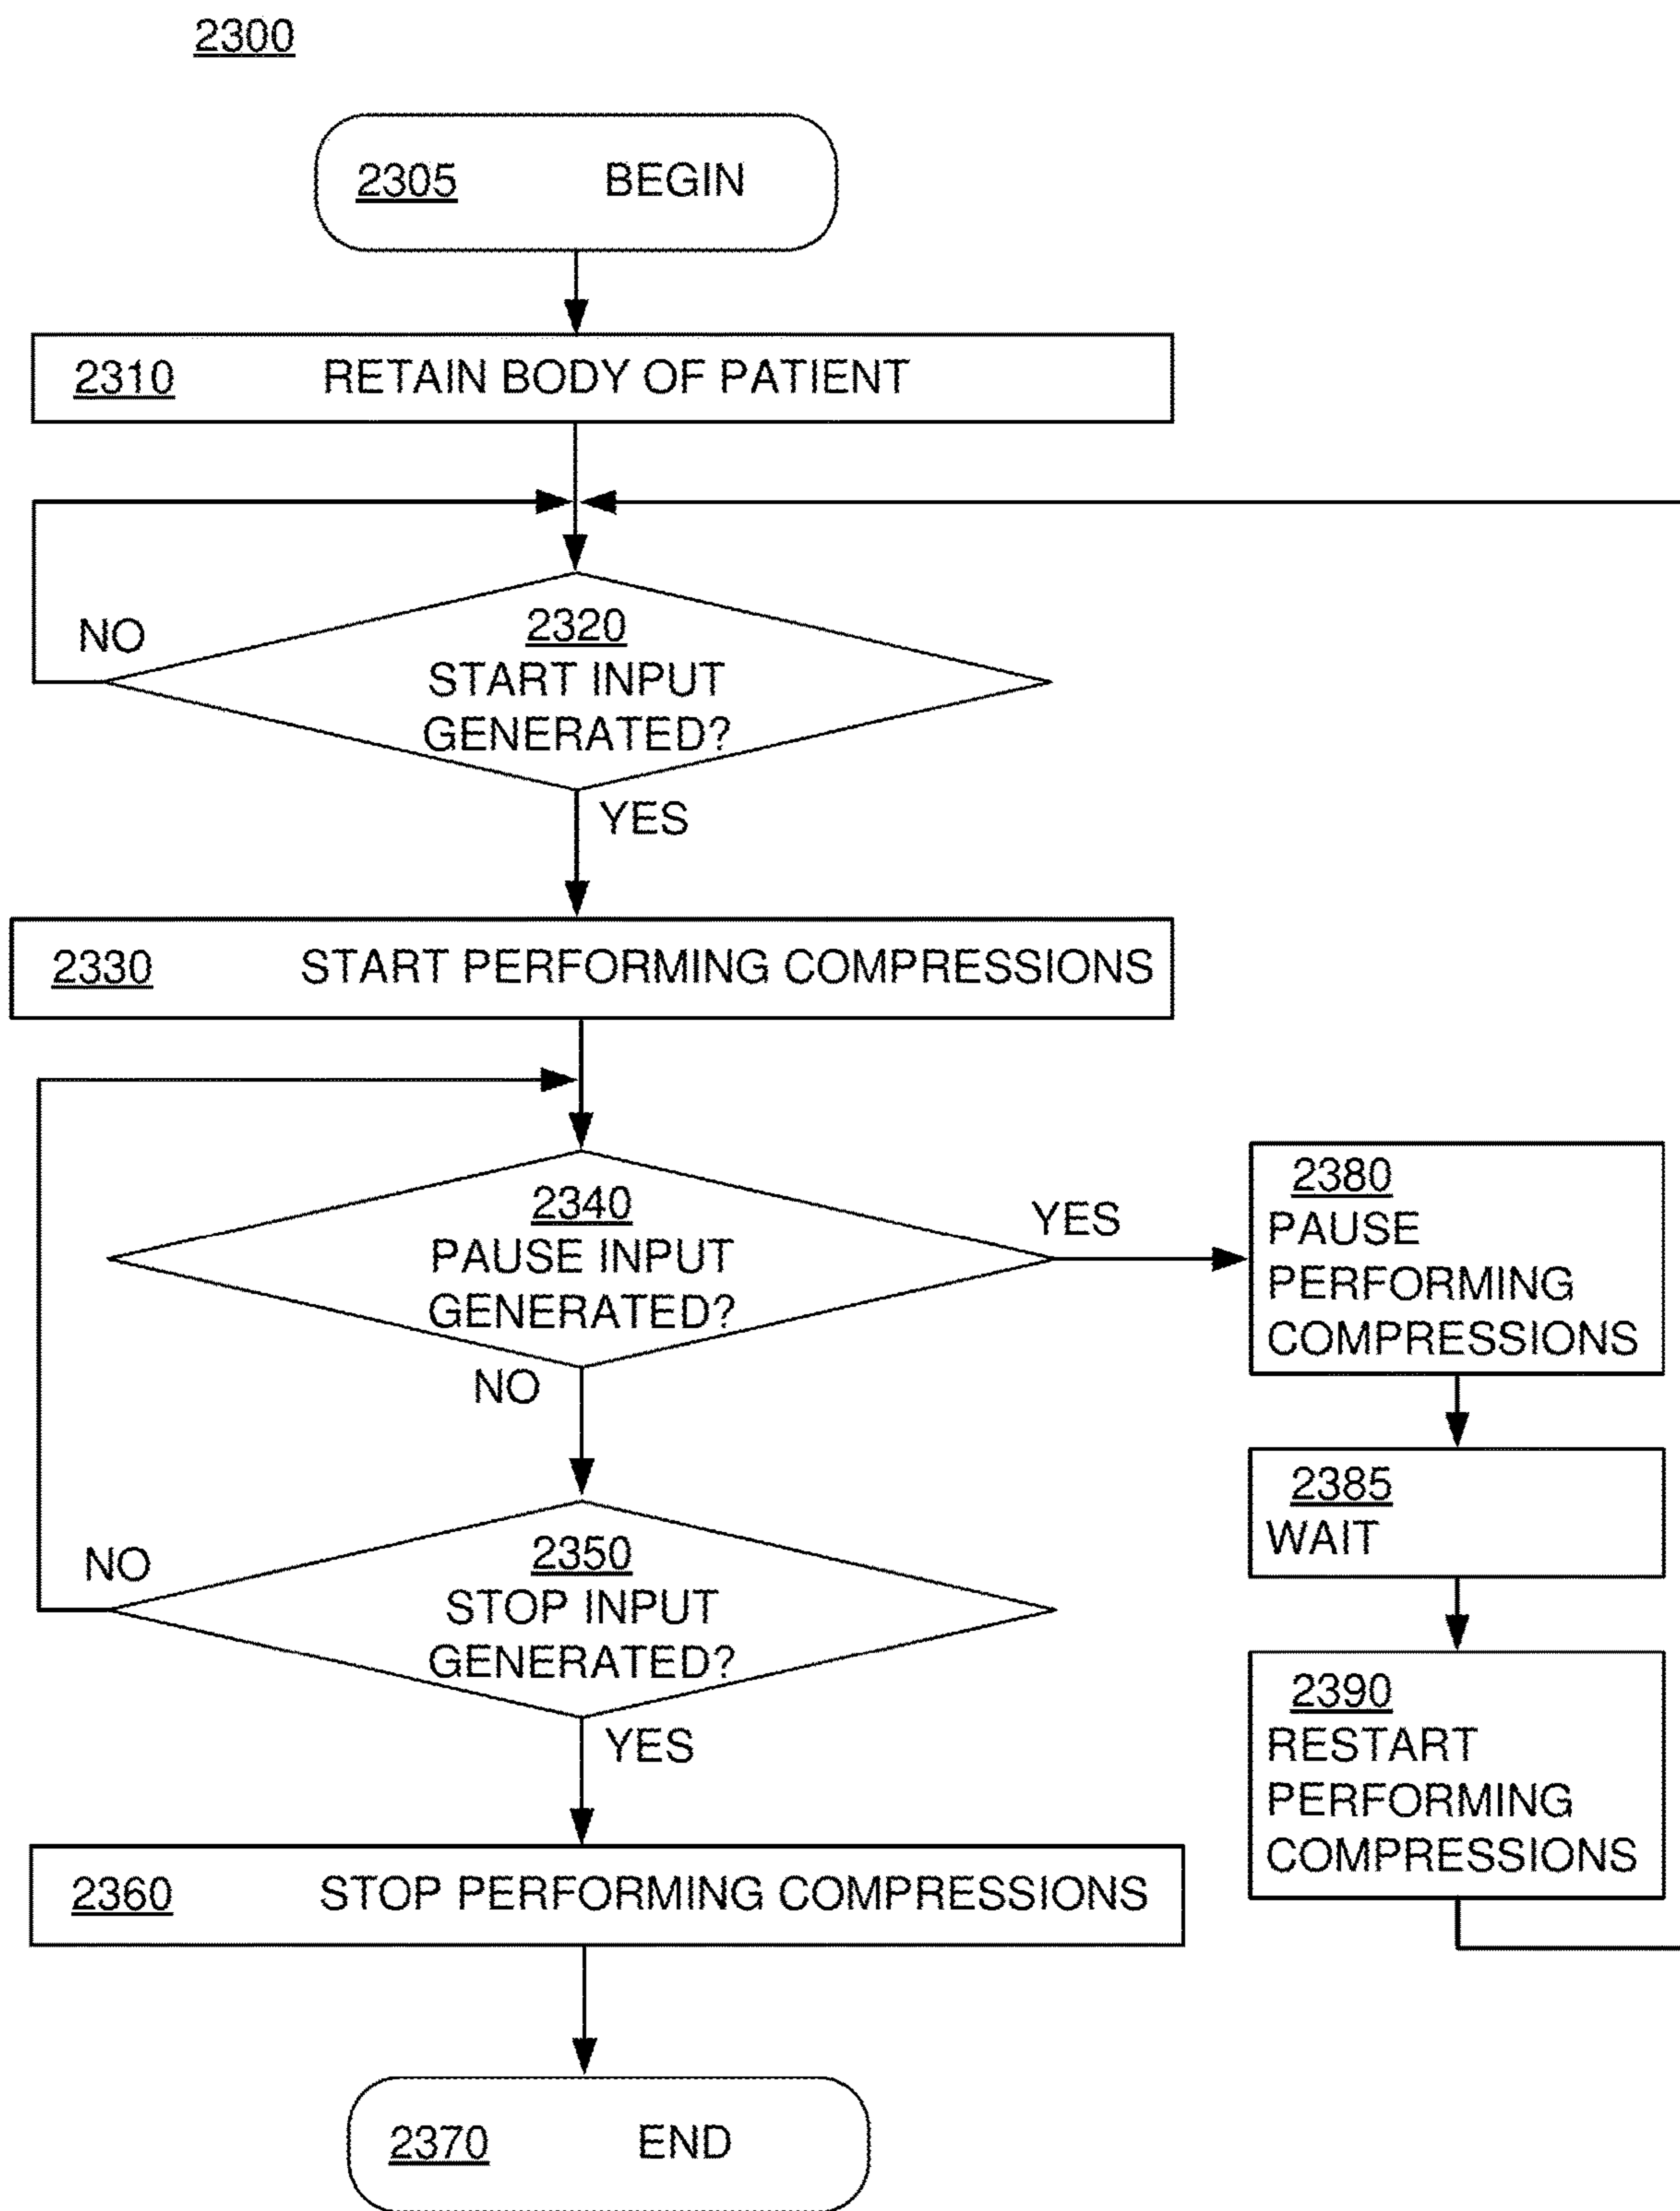 2300
2305 BEGIN
2310 RETAIN BODY OF PATIENT
NO
2320
START INPUT
GENERATED?
YES
2330 START PERFORMING COMPRESSIONS
2340
PAUSE INPUT
GENERATED?
YES
NO
2380
PAUSE
PERFORMING
COMPRESSIONS
2385
WAIT
2390
RESTART
PERFORMING
COMPRESSIONS
NO
2350
STOP INPUT
GENERATED?
YES
2360 STOP PERFORMING COMPRESSIONS
2370 END